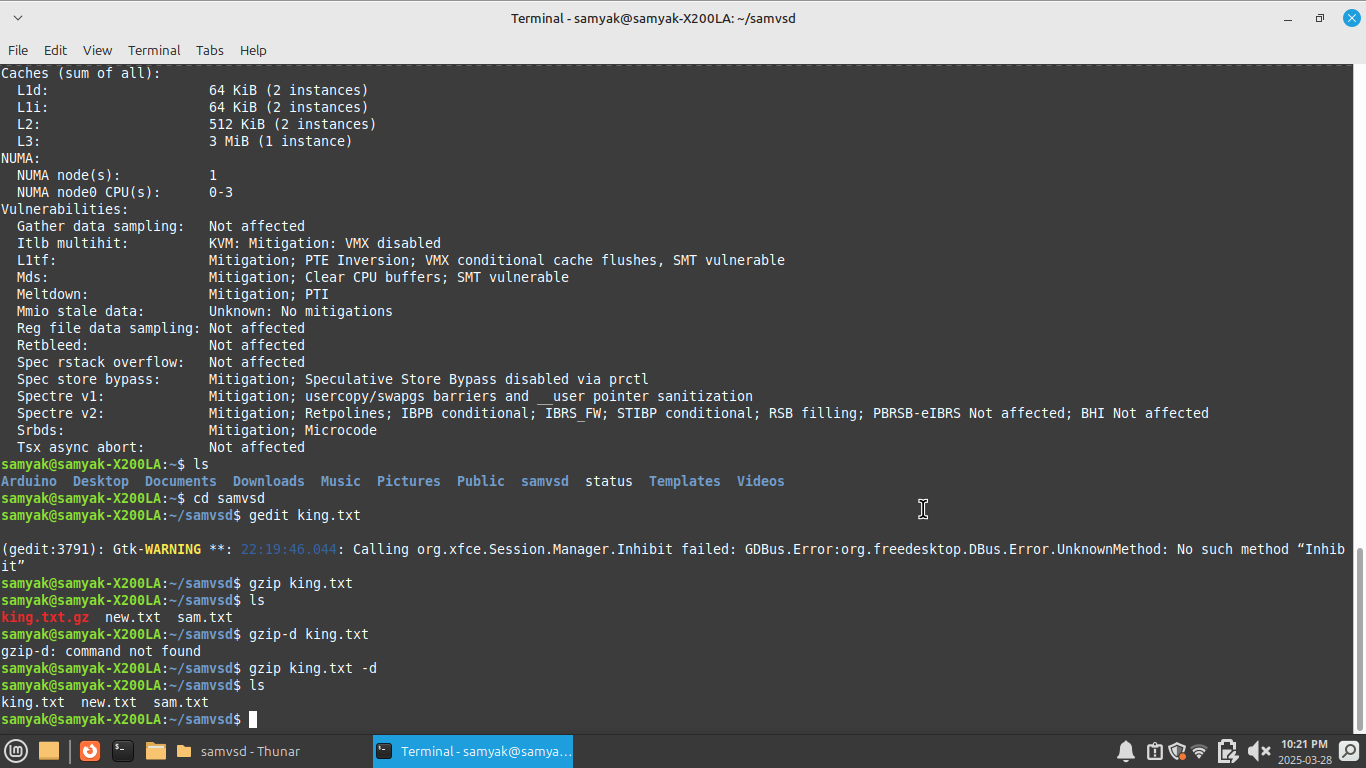 Terminal - samyak@samyak-X200LA: ~/samvsd
File Edit View Terminal Tabs Help
Caches (sum of all):
L1d: 64 KiB (2 instances)
L1i: 64 KiB (2 instances)
L2: 512 KiB (2 instances)
L3: 3 MiB (1 instance)
NUMA:
NUMA node(s): 1
NUMA node0 CPU(s): 0-3
Vulnerabilities:
Gather data sampling: Not affected
Itlb multihit: KVM: Mitigation: VMX disabled
L1tf: Mitigation; PTE Inversion; VMX conditional cache flushes, SMT vulnerable
Mds: Mitigation; Clear CPU buffers; SMT vulnerable
Meltdown: Mitigation; PTI
Mmio stale data: Unknown: No mitigations
Reg file data sampling: Not affected
Retbleed: Not affected
Spec rstack overflow: Not affected
Spec store bypass: Mitigation; Speculative Store Bypass disabled via prctl
Spectre v1: Mitigation; usercopy/swapgs barriers and __user pointer sanitization
Spectre v2: Mitigation; Retpolines; IBPB conditional; IBRS_FW; STIBP conditional; RSB filling; PBRSB-eIBRS Not affected; BHI Not affected
Srbds: Mitigation; Microcode
Tsx async abort: Not affected
samyak@samyak-X200LA:~$ ls
Arduino Desktop Documents Downloads Music Pictures Public samvsd status Templates Videos
samyak@samyak-X200LA:~$ cd samvsd
samyak@samyak-X200LA:~/samvsd$ gedit king.txt
(gedit:3791): Gtk-WARNING **: 22:19:46.044: Calling org.xfce.Session.Manager.Inhibit failed: GDBus.Error:org.freedesktop.DBus.Error.UnknownMethod: No such method “Inhib
it”
samyak@samyak-X200LA:~/samvsd$ gzip king.txt
samyak@samyak-X200LA:~/samvsd$ ls
king.txt.gz new.txt sam.txt
samyak@samyak-X200LA:~/samvsd$ gzip-d king.txt
gzip-d: command not found
samyak@samyak-X200LA:~/samvsd$ gzip king.txt -d
samyak@samyak-X200LA:~/samvsd$ ls
king.txt new.txt sam.txt
samyak@samyak-X200LA:~/samvsd$
samvsd - Thunar
Terminal - samyak@samya...
10:21 PM
2025-03-28